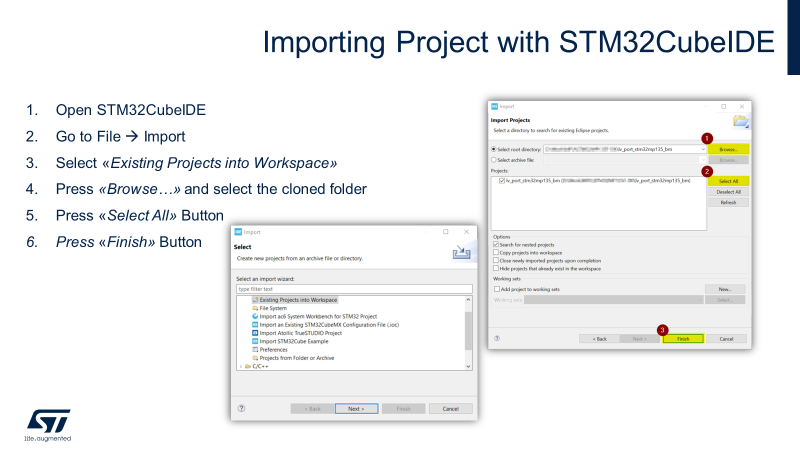 Importing Project with STM32CubeIDE
1. Open STM32CubeIDE
2. Go to File → Import
3. Select «Existing Projects into Workspace»
4. Press «Browse…» and select the cloned folder
5. Press «Select All» Button
6. Press «Finish» Button
Import
Select
Create new projects from an archive file or directory.
Select an import wizard:
type filter text
Existing Projects into Workspace
File System
Import ac6 System Workbench for STM32 Project
Import an Existing STM32CubeMX Configuration File (.ioc)
Import Atollic TrueSTUDIO Project
Import STM32Cube Example
Preferences
Projects from Folder or Archive
C/C++
?
< Back
Next >
Finish
Cancel
Import
Import Projects
Select a directory to search for existing Eclipse projects.
1
Select root directory:
\lv_port_stm32mp135_bm
Browse...
Select archive file:
Browse...
2
Projects:
lv_port_stm32mp135_bm
\lv_port_stm32mp135_bm)
Select All
Deselect All
Refresh
Options
Search for nested projects
Copy projects into workspace
Close newly imported projects upon completion
Hide projects that already exist in the workspace
Working sets
Add project to working sets
New...
Working sets:
Select...
3
?
< Back
Next >
Finish
Cancel
ST
life.augmented